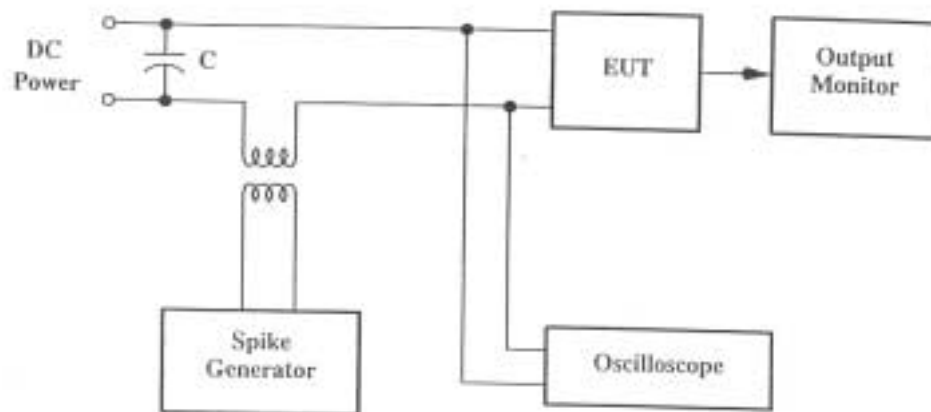 DC
Power
C
EUT
Output
Monitor
Spike
Generator
Oscilloscope